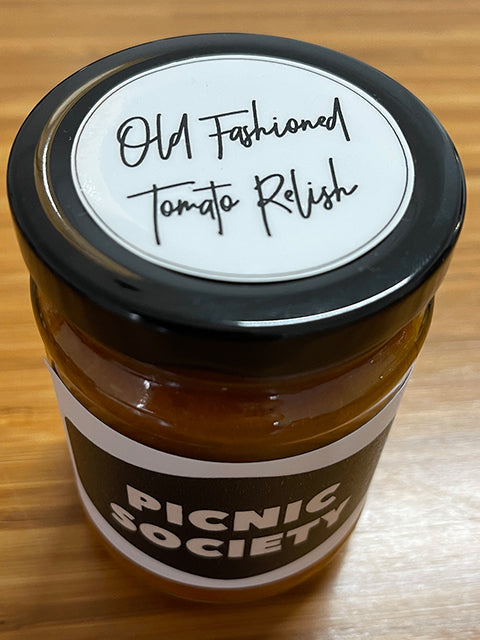 Old Fashioned
Tomato Relish
PICNIC
SOCIETY